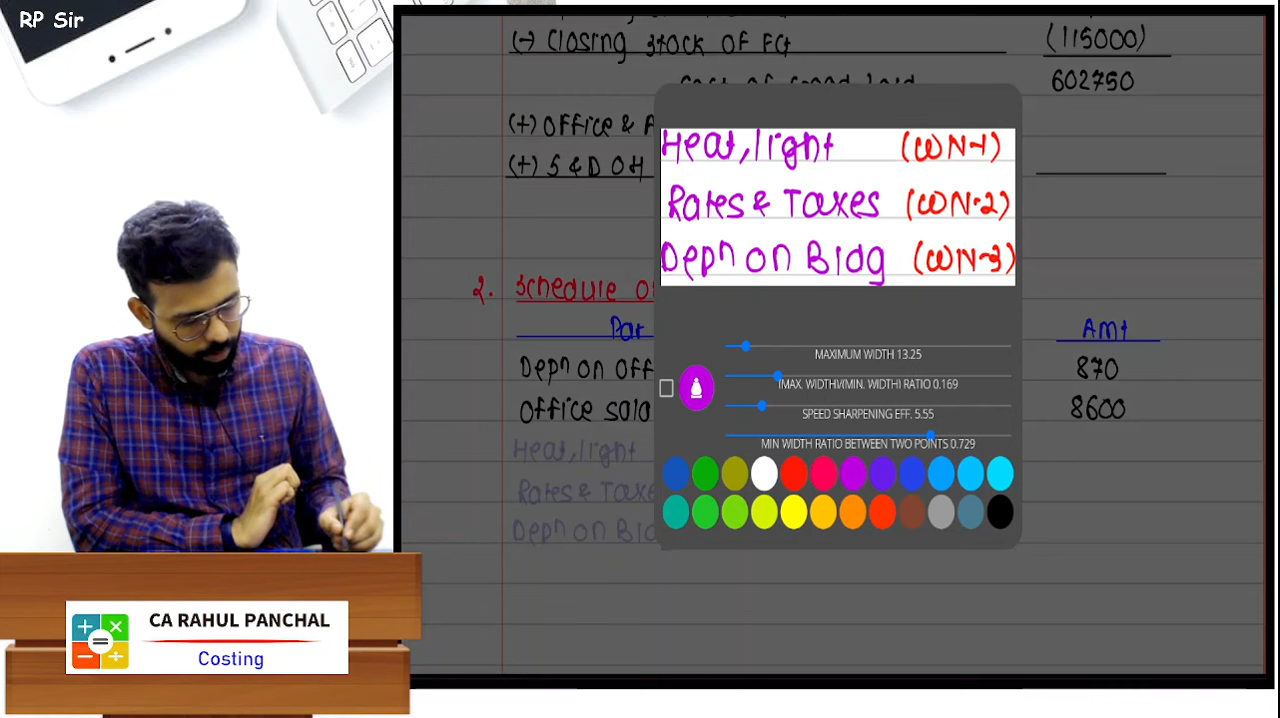 RP Sir
(-) Closing stock of FG (115000)
602750
(+) Office &
(+) S & D OH
Heat, light (WN-1)
Rates & Taxes (WN-2)
Depn on Bldg (WN-3)
2. Schedule o
Par Amt
Depn on Off 870
Office sala 8600
Heat, light
Rates & Taxe
Depn on Bld
MAXIMUM WIDTH 13.25
(MAX. WIDTH)/(MIN. WIDTH) RATIO 0.169
SPEED SHARPENING EFF. 5.55
MIN WIDTH RATIO BETWEEN TWO POINTS 0.729
CA RAHUL PANCHAL
Costing